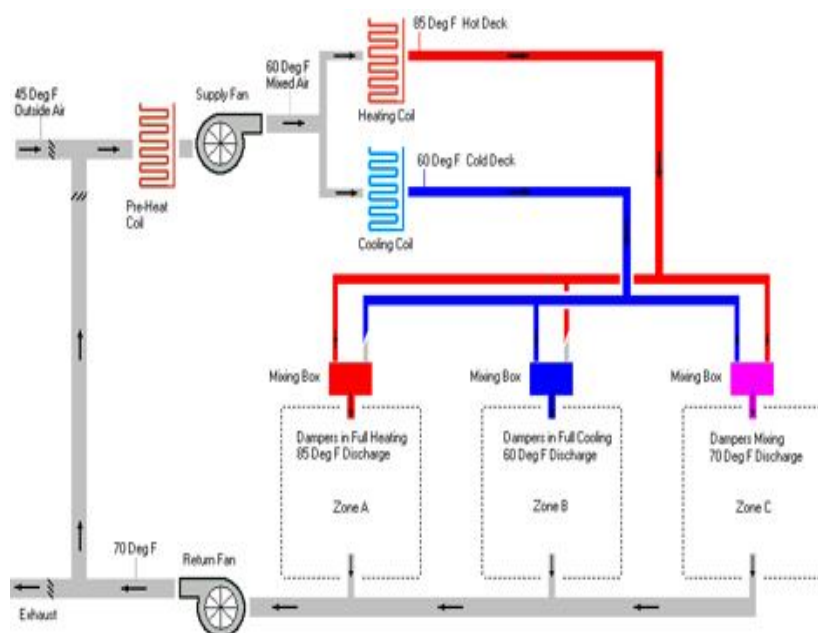 85 Deg F Hot Deck
60 Deg F
Mixed Air
45 Deg F
Outside Air
Supply Fan
Heating Coil
60 Deg F Cold Deck
Pre-Heat
Coil
Cooling Coil
Mixing Box
Mixing Box
Mixing Box
Dampers in Full Heating
85 Deg F Discharge
Dampers in Full Cooling
60 Deg F Discharge
Dampers Mixing
70 Deg F Discharge
Zone A
Zone B
Zone C
70 Deg F
Return Fan
Exhaust